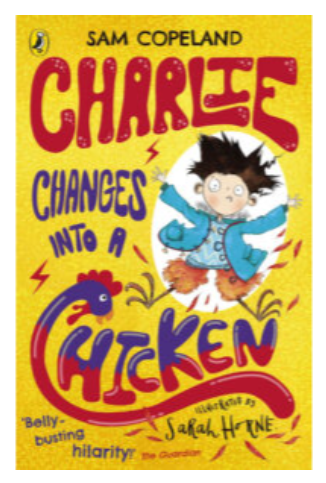 SAM COPELAND
CHARLIE
CHANGES
INTO A
CHICKEN
ILLUSTRATED BY
SARAH HORNE
'Belly-
busting
hilarity!' The Guardian